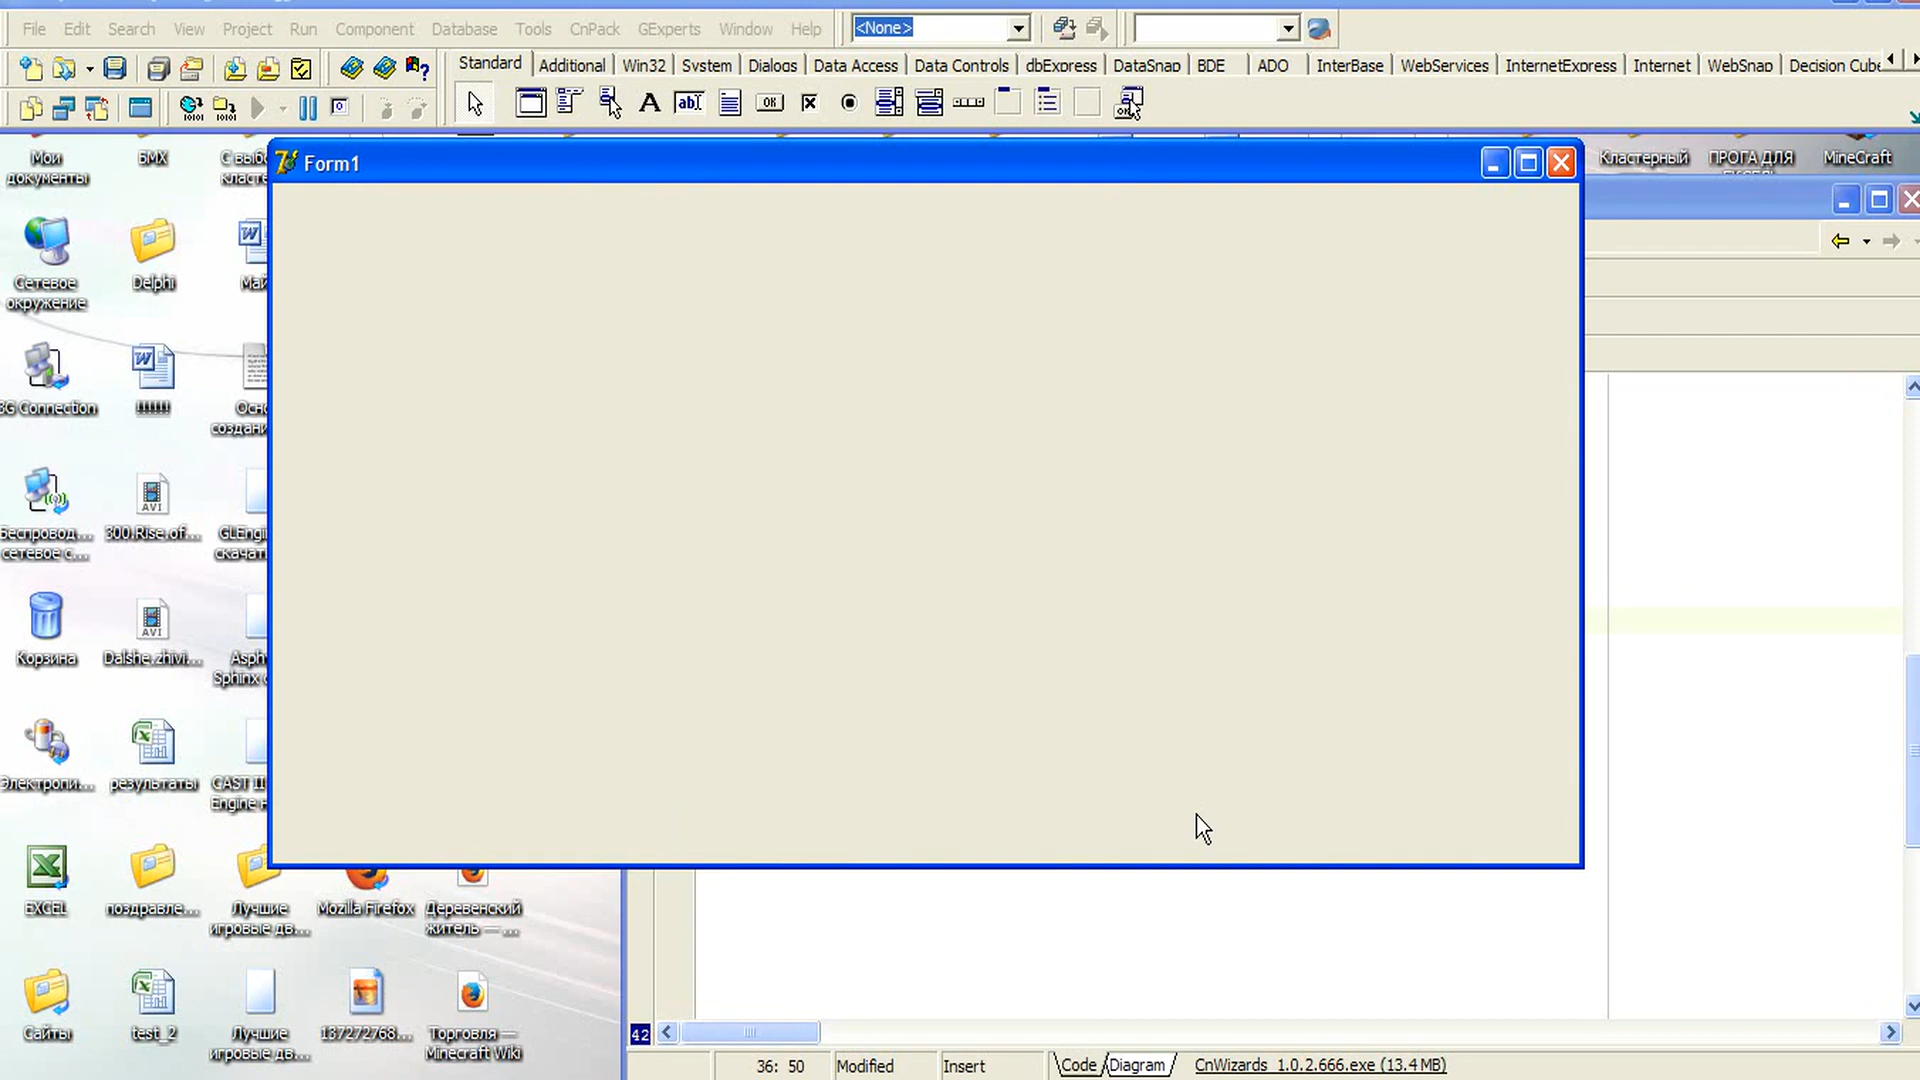 File Edit Search View Project Run Component Database Tools CnPack GExperts Window Help <None>
Standard Additional Win32 System Dialogs Data Access Data Controls dbExpress DataSnap BDE ADO InterBase WebServices InternetExpress Internet WebSnap Decision Cube
Form1
Мои документы
БМХ
Кластерный
ПРОГА ДЛЯ
MineCraft
Сетевое окружение
Delphi
3G Connection
!!!!!!
Беспровод... сетевое с...
300.Rise.of...
Корзина
Dalshe.zhivi...
Электропи...
результаты
EXCEL
поздравле...
Лучшие игровые дв...
Mozilla Firefox
Деревенский житель — ...
Сайты
test_2
Лучшие игровые дв...
137272768...
Торговля — Minecraft Wiki
42
36: 50 Modified Insert Code Diagram CnWizards_1.0.2.666.exe (13.4 MB)